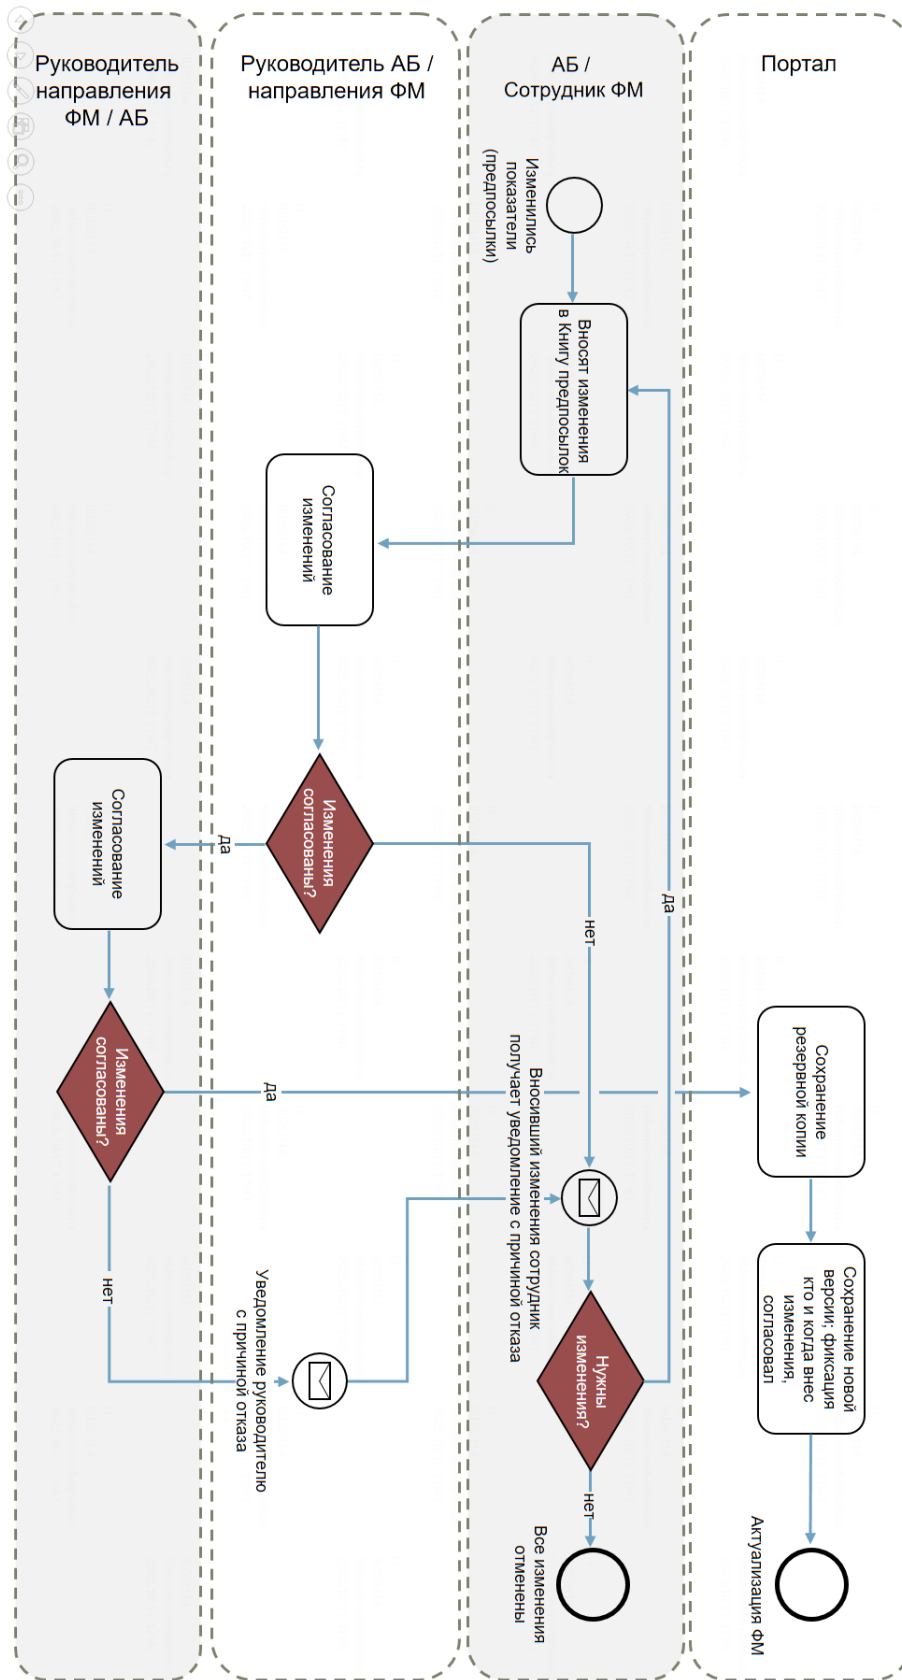 Руководитель
направления
ФМ / АБ
Руководитель АБ /
направления ФМ
АБ /
Сотрудник ФМ
Портал
Изменились
показатели
(предпосылки)
Вносят изменения
в Книгу предпосылок
Согласование
изменений
Изменения
согласованы?
да
нет
Согласование
изменений
да
Изменения
согласованы?
да
нет
Сохранение
резервной копии
Вносивший изменения сотрудник
получает уведомление с причиной отказа
Уведомление руководителю
с причиной отказа
Сохранение новой
версии; фиксация
кто и когда внес
изменения,
согласовал
Нужны
изменения?
нет
Все изменения
отменены
Актуализация ФМ